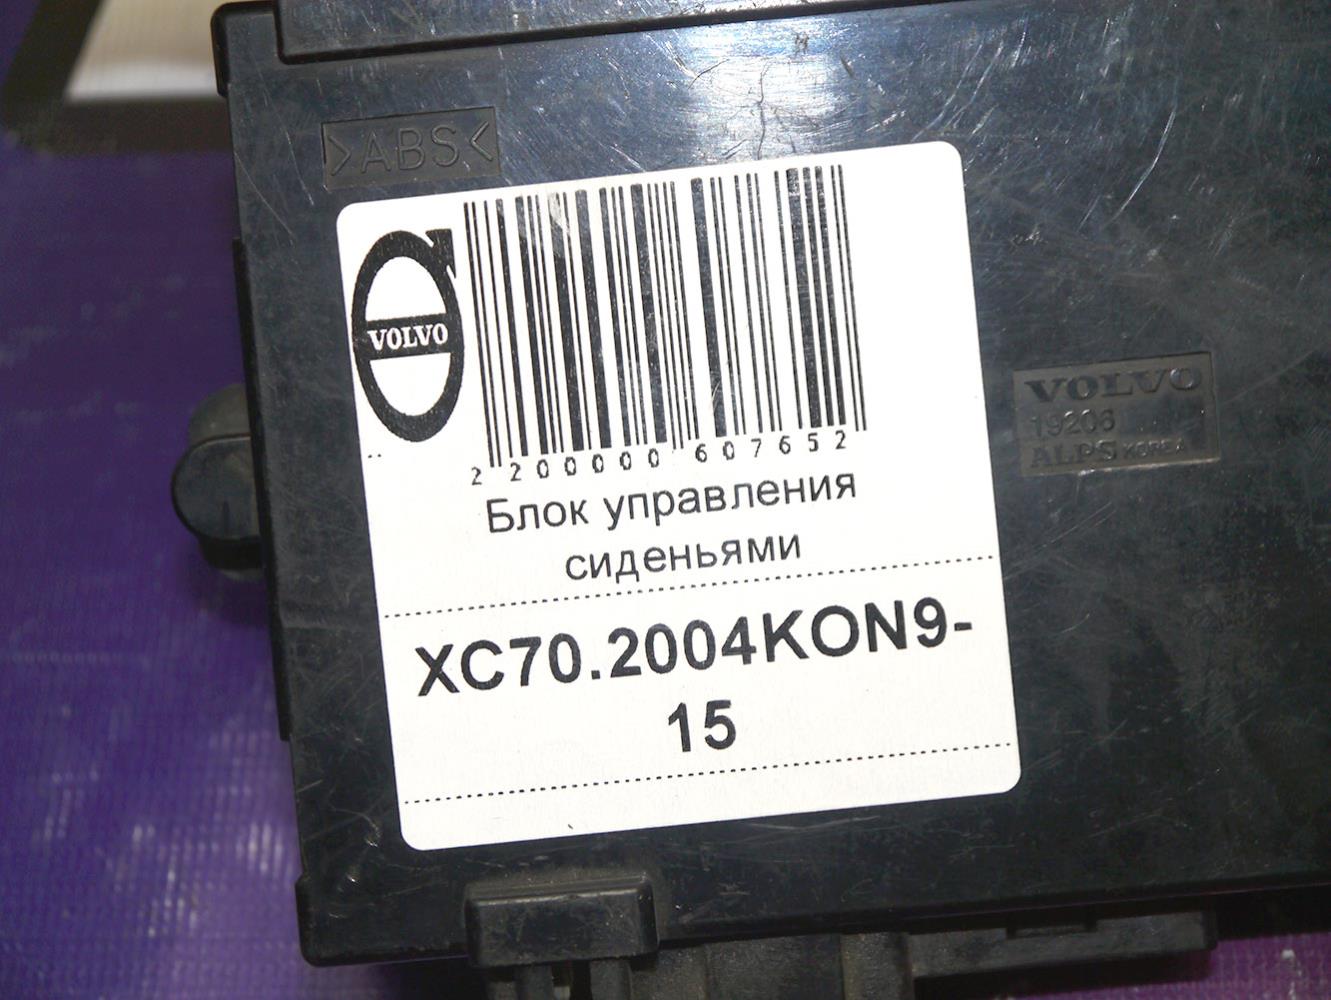 >ABS<
VOLVO
2 200000 607652
Блок управления
сиденьями
XC70.2004KON9-
15
VOLVO
19206
ALPS KOREA